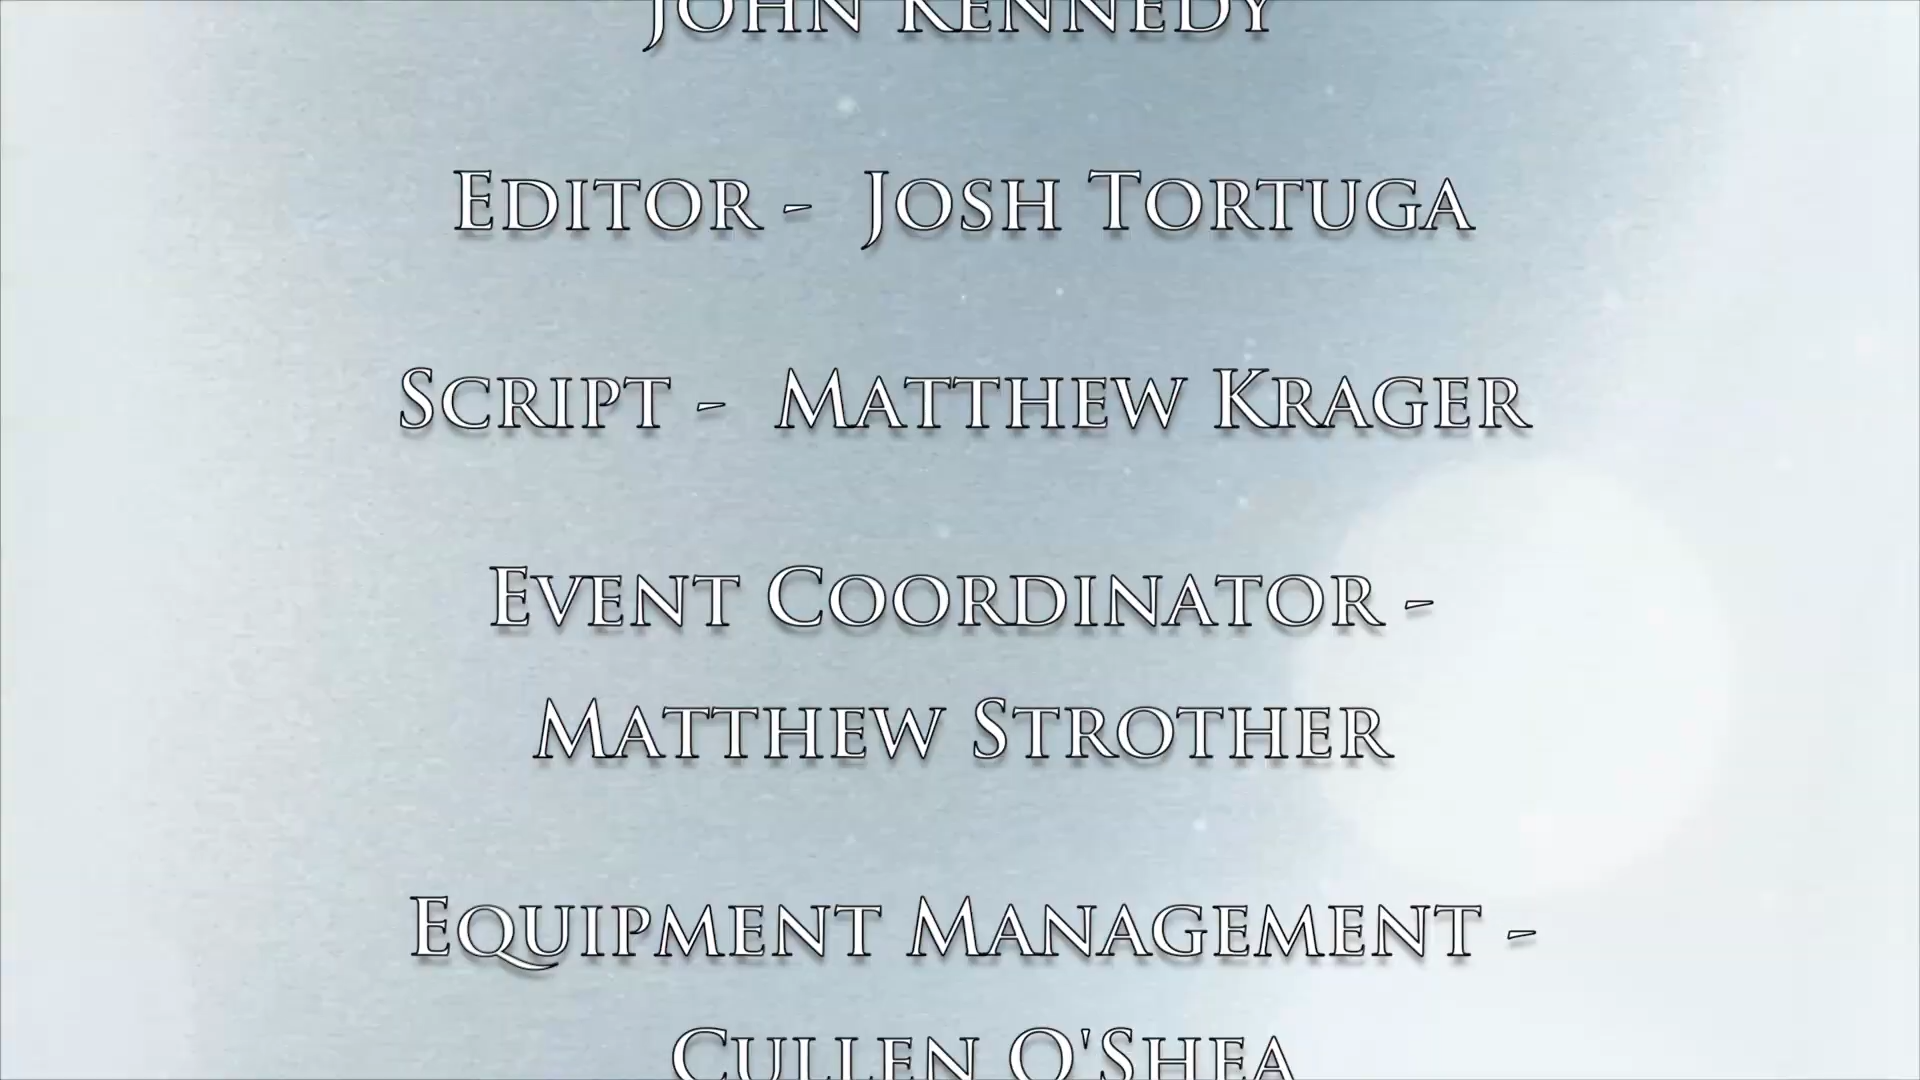 John Kennedy
Editor -  Josh Tortuga
Script -  Matthew Krager
Event Coordinator -
Matthew Strother
Equipment Management -
Cullen O'Shea